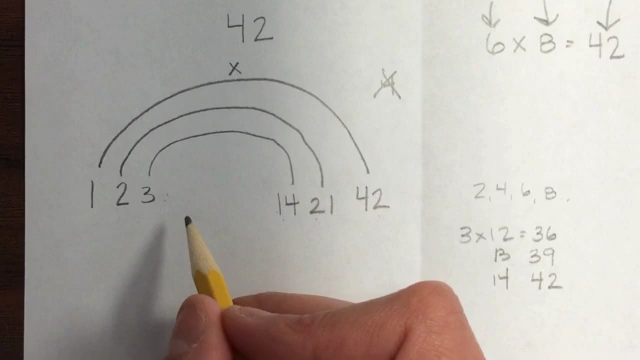 42
x
1 2 3 14 21 42
4
6 x 8 = 42
2, 4, 6, 8.
3 x 12 = 36
13 39
14 42